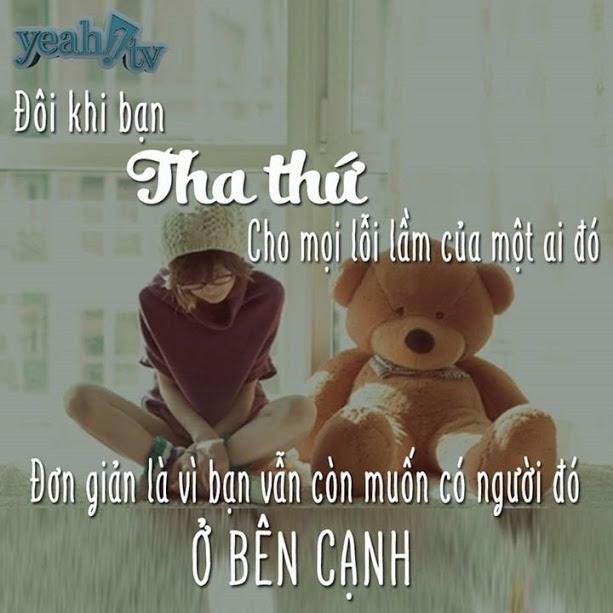 yeah7tv
Đôi khi bạn
Tha thứ
Cho mọi lỗi lầm của một ai đó
Đơn giản là vì bạn vẫn còn muốn có người đó
Ở BÊN CẠNH